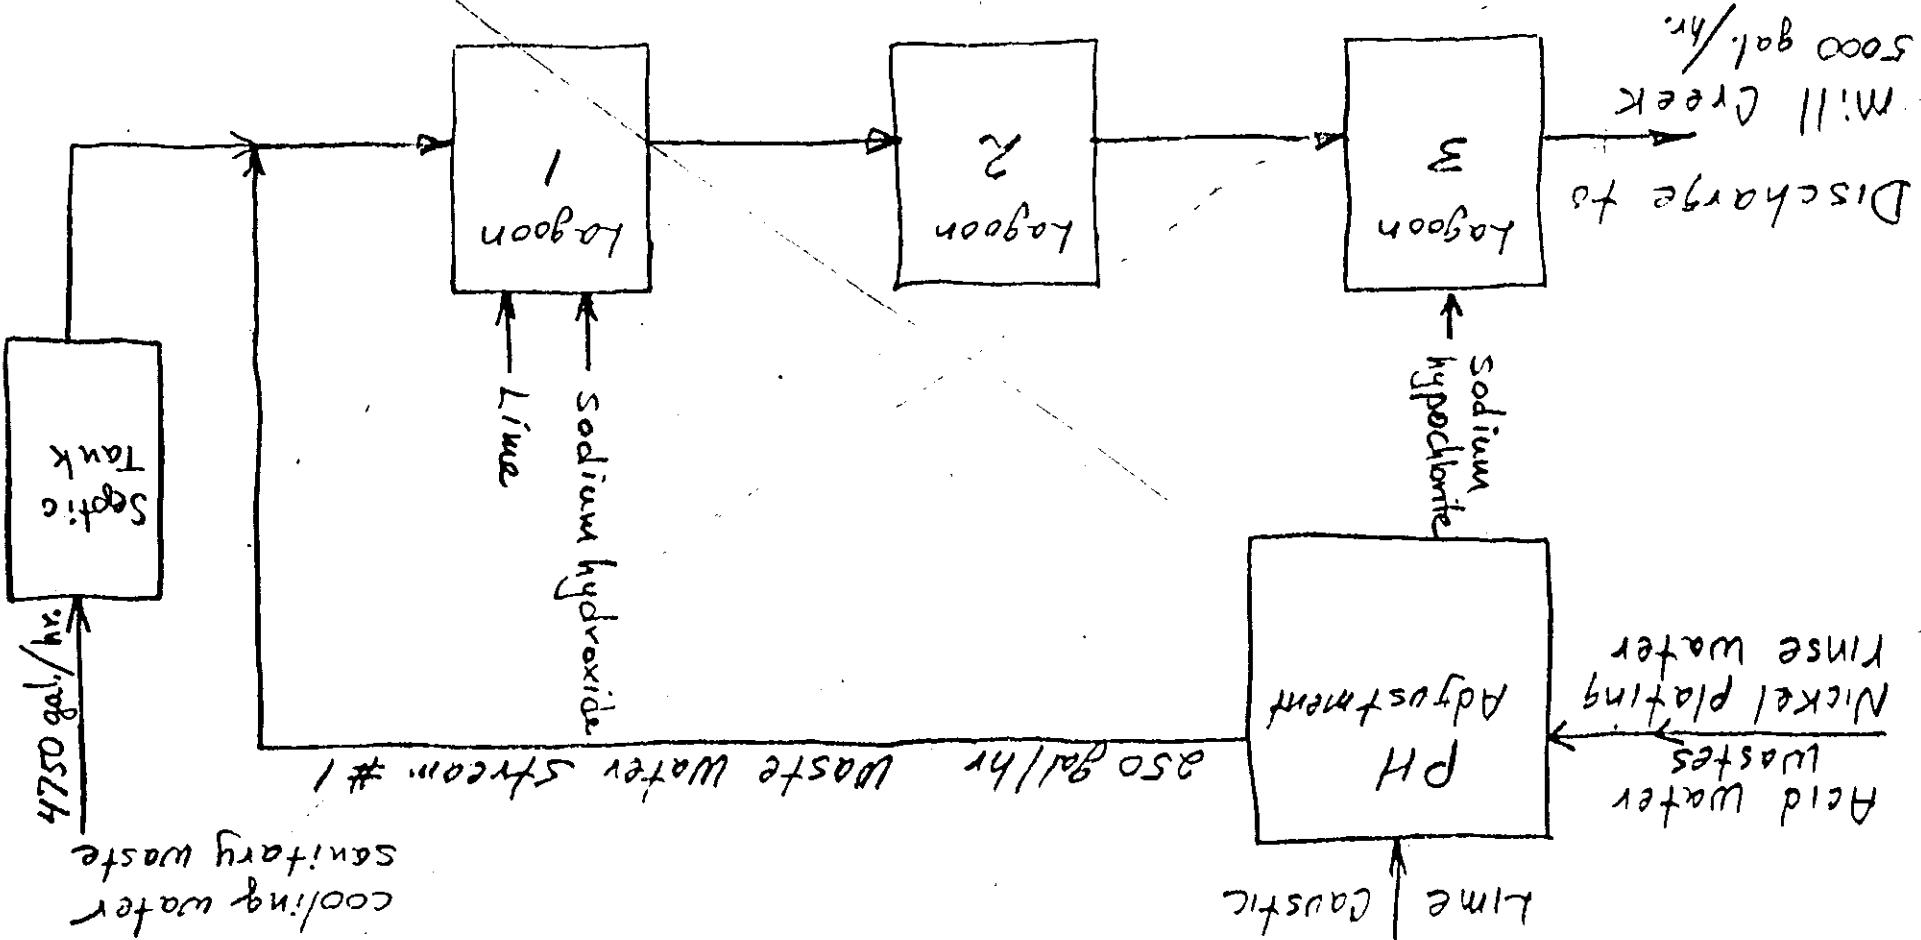 Lime
Caustic
Acid water
wastes
Nickel plating
rinse water
PH
Adjustment
250 gal/hr Waste Water Stream #1
cooling water
sanitary waste
4750 gal./hr.
Septic
Tank
Sodium
hypochlorite
Sodium hydroxide
Lime
Discharge to
Mill Creek
5000 gal./hr.
Lagoon
3
Lagoon
2
Lagoon
1